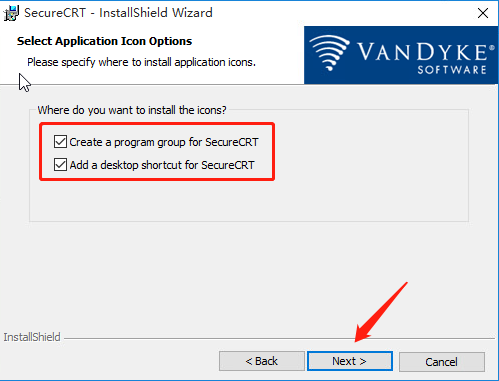 SecureCRT - InstallShield Wizard
Select Application Icon Options
Please specify where to install application icons.
VANDYKE
SOFTWARE
Where do you want to install the icons?
Create a program group for SecureCRT
Add a desktop shortcut for SecureCRT
InstallShield
< Back
Next >
Cancel